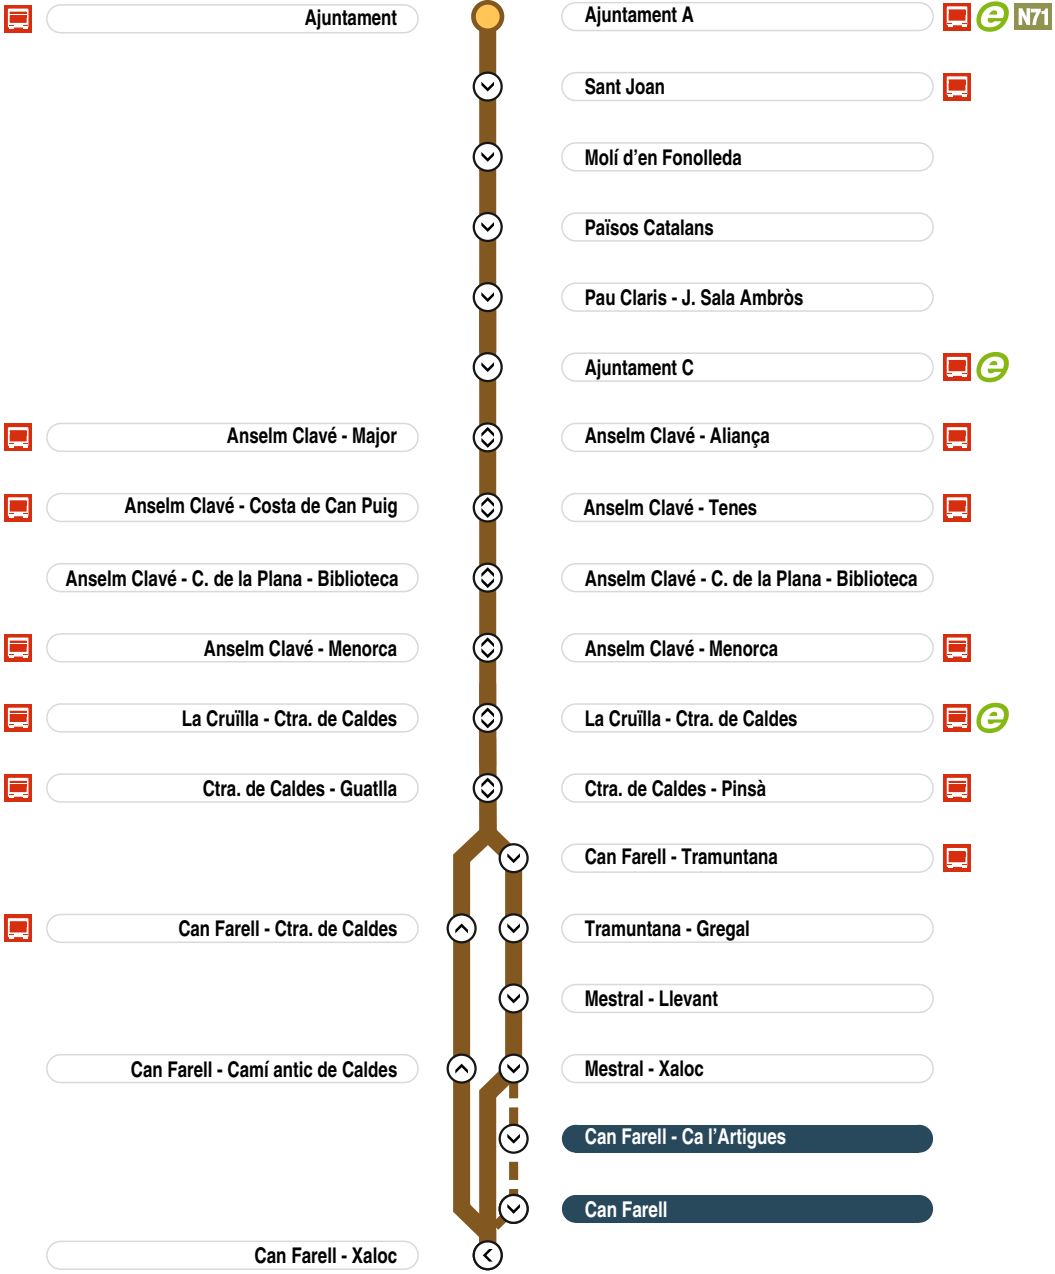 Ajuntament
Ajuntament A
e
N71
Sant Joan
Molí d'en Fonolleda
Països Catalans
Pau Claris - J. Sala Ambròs
Ajuntament C
e
Anselm Clavé - Major
Anselm Clavé - Aliança
Anselm Clavé - Costa de Can Puig
Anselm Clavé - Tenes
Anselm Clavé - C. de la Plana - Biblioteca
Anselm Clavé - C. de la Plana - Biblioteca
Anselm Clavé - Menorca
Anselm Clavé - Menorca
La Cruïlla - Ctra. de Caldes
La Cruïlla - Ctra. de Caldes
e
Ctra. de Caldes - Guatlla
Ctra. de Caldes - Pinsà
Can Farell - Tramuntana
Can Farell - Ctra. de Caldes
Tramuntana - Gregal
Mestral - Llevant
Can Farell - Camí antic de Caldes
Mestral - Xaloc
Can Farell - Ca l'Artigues
Can Farell
Can Farell - Xaloc